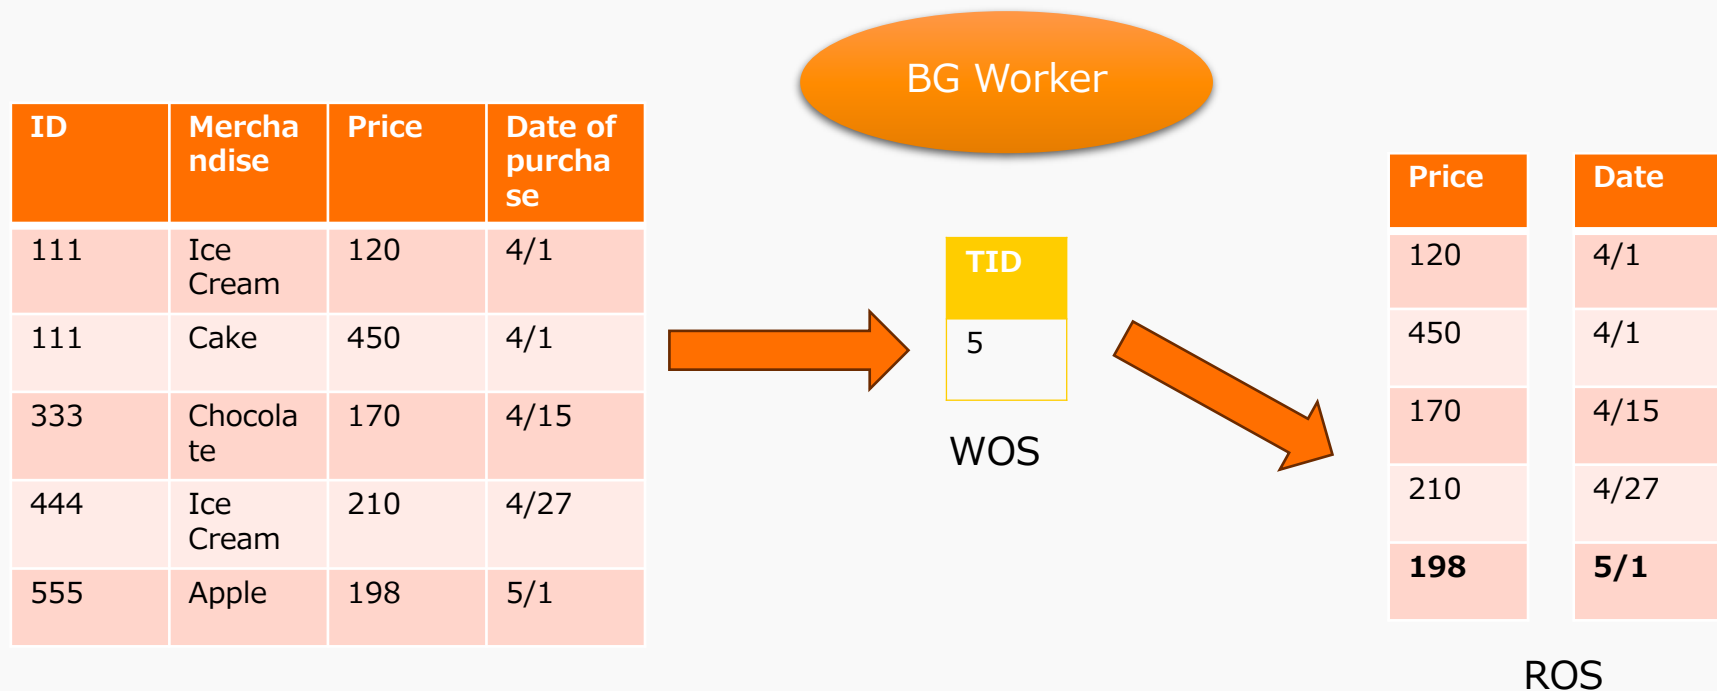 BG Worker
ID
Mercha
ndise
Price
Date of
purcha
se
111
Ice
Cream
120
4/1
111
Cake
450
4/1
333
Chocola
te
170
4/15
444
Ice
Cream
210
4/27
555
Apple
198
5/1
TID
5
WOS
Price
Date
120
4/1
450
4/1
170
4/15
210
4/27
198
5/1
ROS